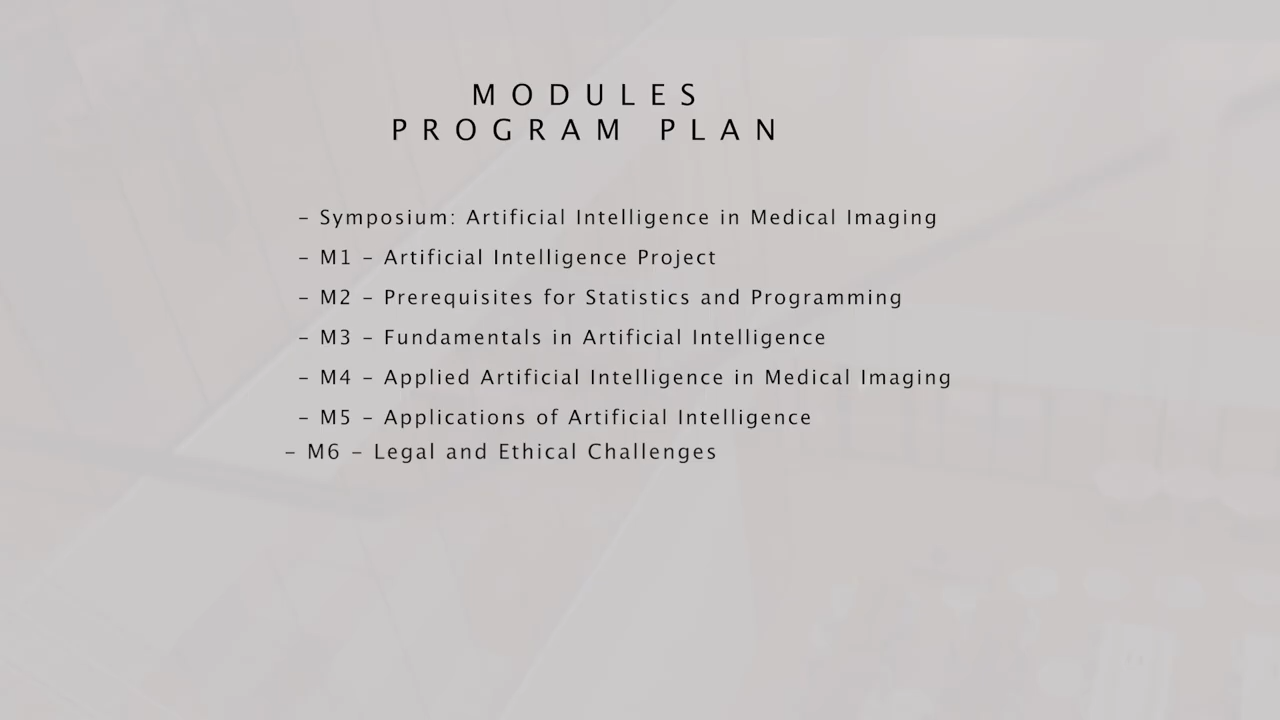 MODULES
PROGRAM PLAN
– Symposium: Artificial Intelligence in Medical Imaging
– M1 – Artificial Intelligence Project
– M2 – Prerequisites for Statistics and Programming
– M3 – Fundamentals in Artificial Intelligence
– M4 – Applied Artificial Intelligence in Medical Imaging
– M5 – Applications of Artificial Intelligence
– M6 – Legal and Ethical Challenges